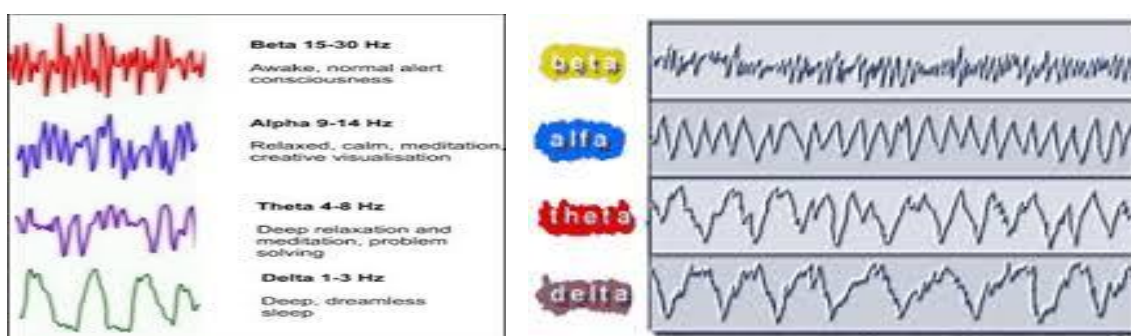 Beta 15-30 Hz
Awake, normal alert
consciousness
Alpha 9-14 Hz
Relaxed, calm, meditation,
creative visualisation
Theta 4-8 Hz
Deep relaxation and
meditation, problem
solving
Delta 1-3 Hz
Deep, dreamless
sleep
beta
alfa
theta
delta